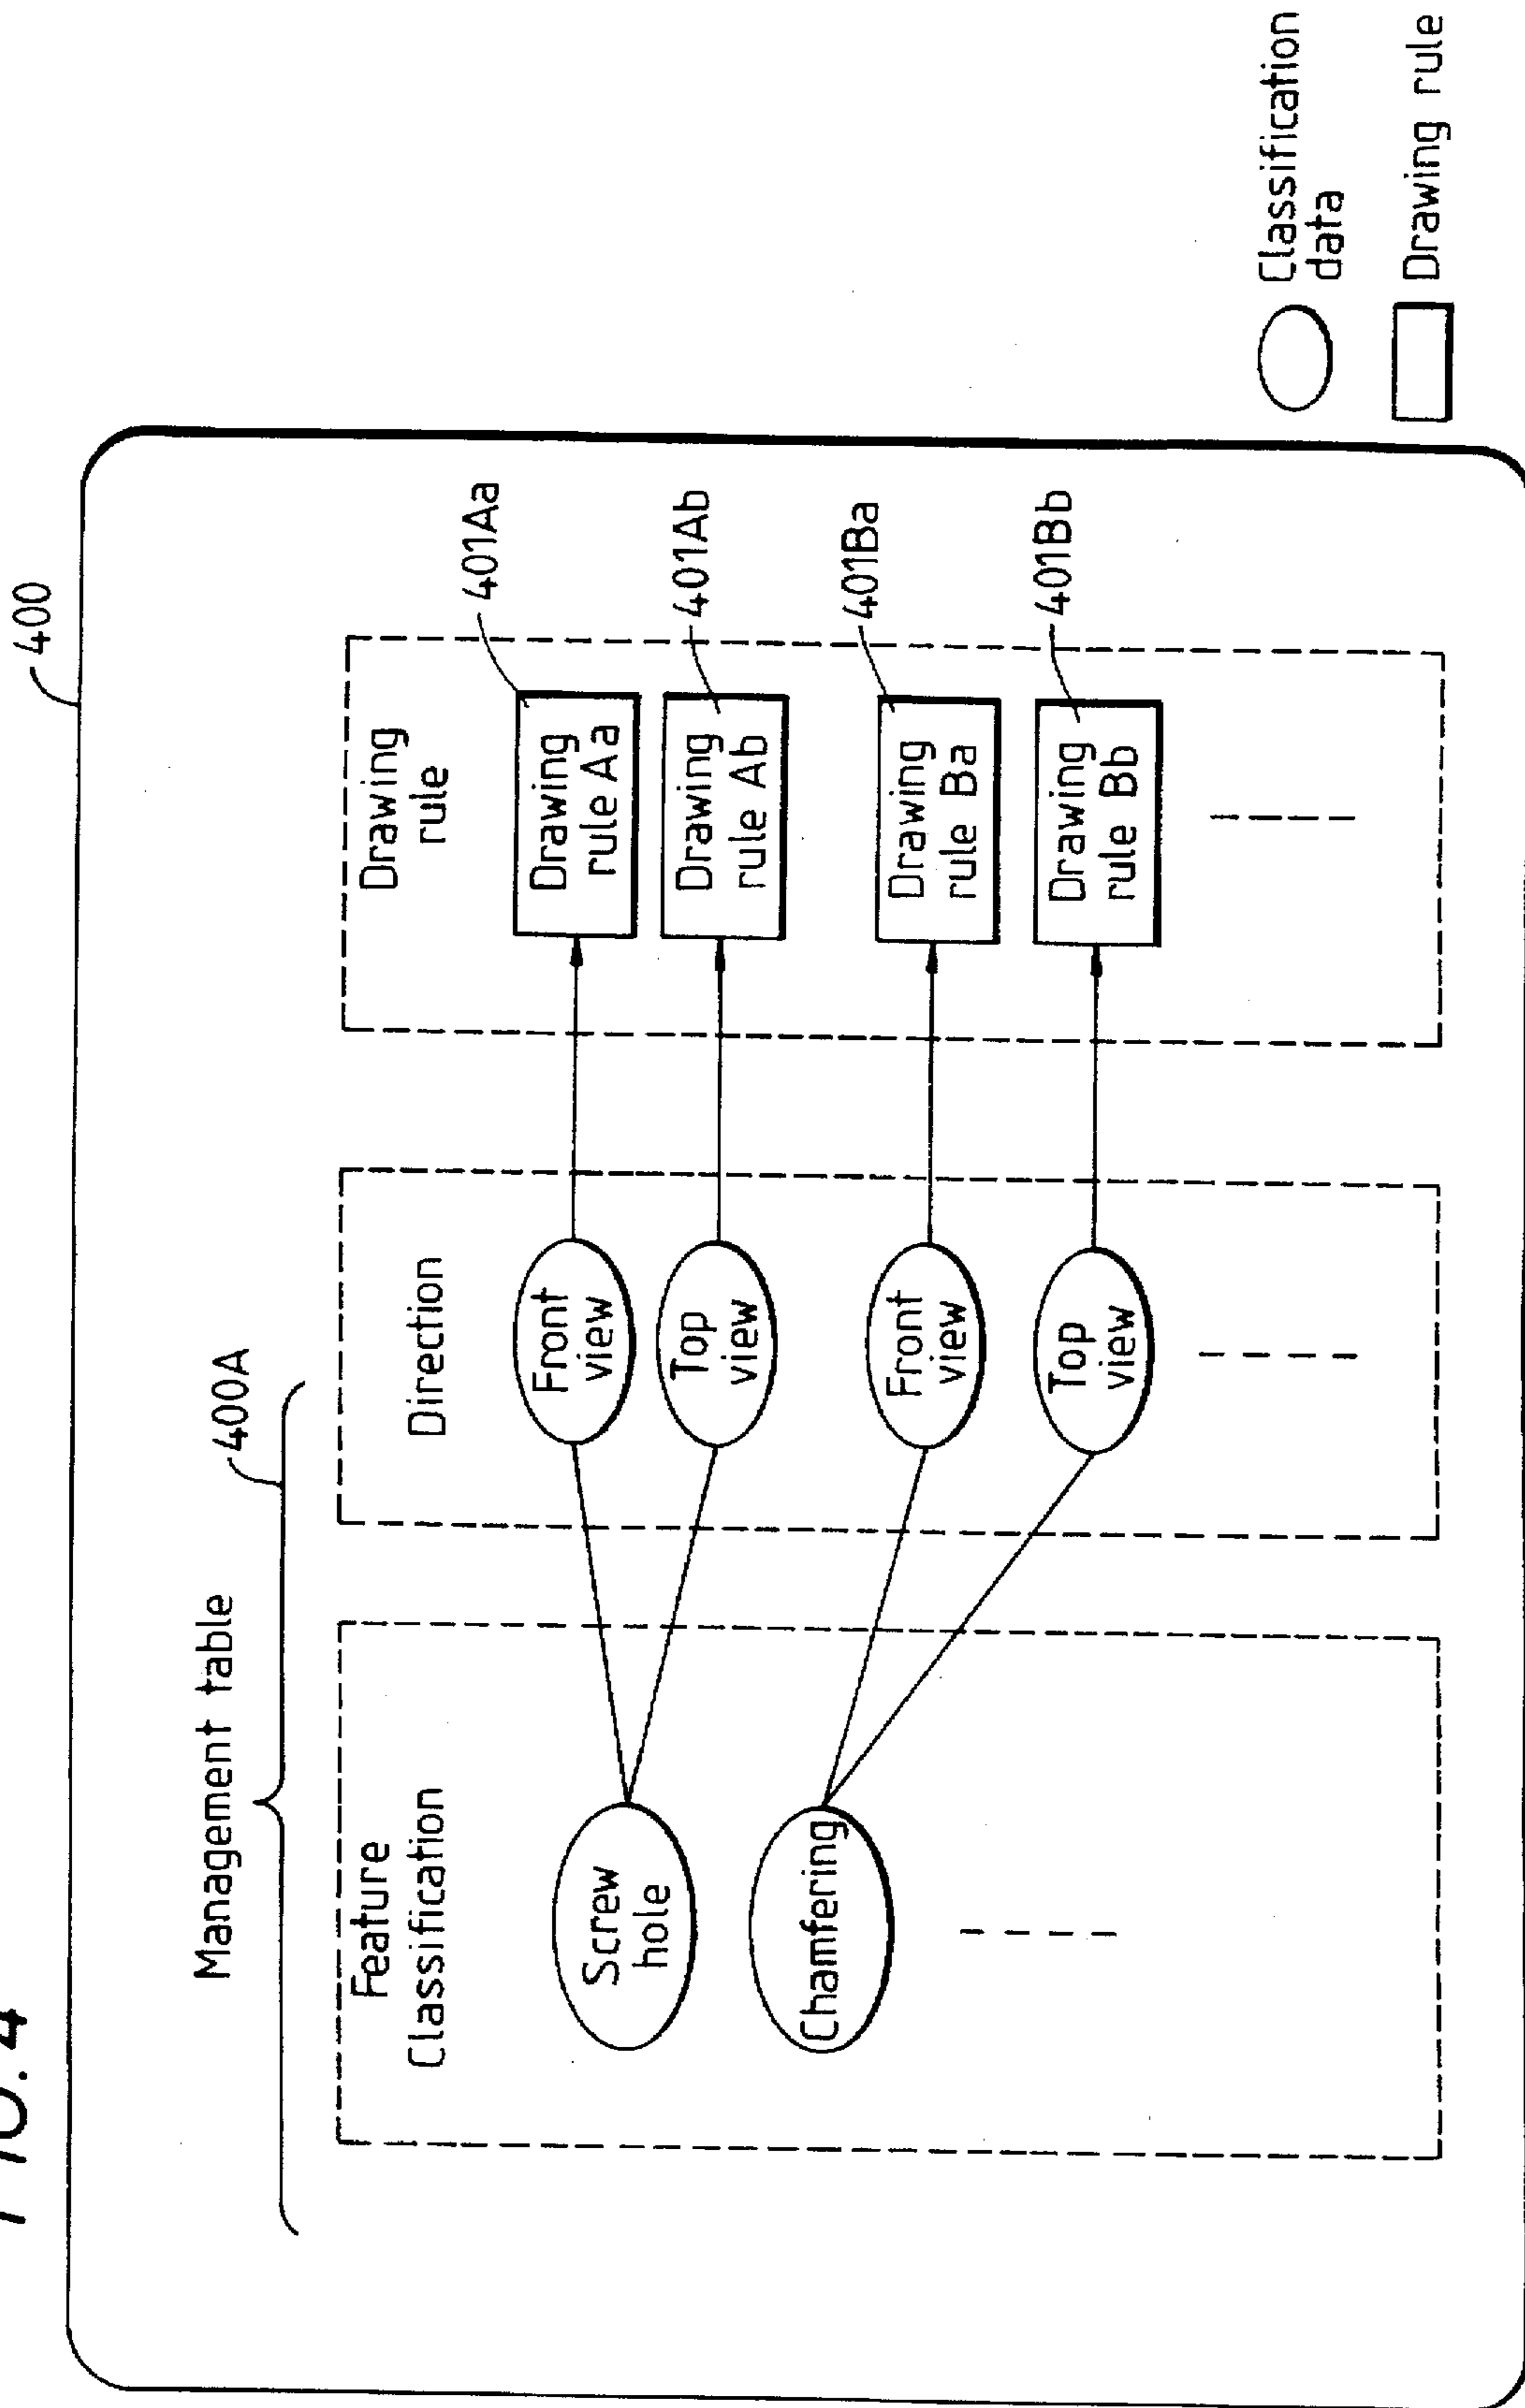 FIG. 4
400
Management table
400A
Feature
Classification
Direction
Drawing
rule
Screw
hole
Chamfering
Front
view
Top
view
Front
view
Top
view
Drawing
rule Aa
Drawing
rule Ab
Drawing
rule Ba
Drawing
rule Bb
401Aa
401Ab
401Ba
401Bb
Classification
data
Drawing rule